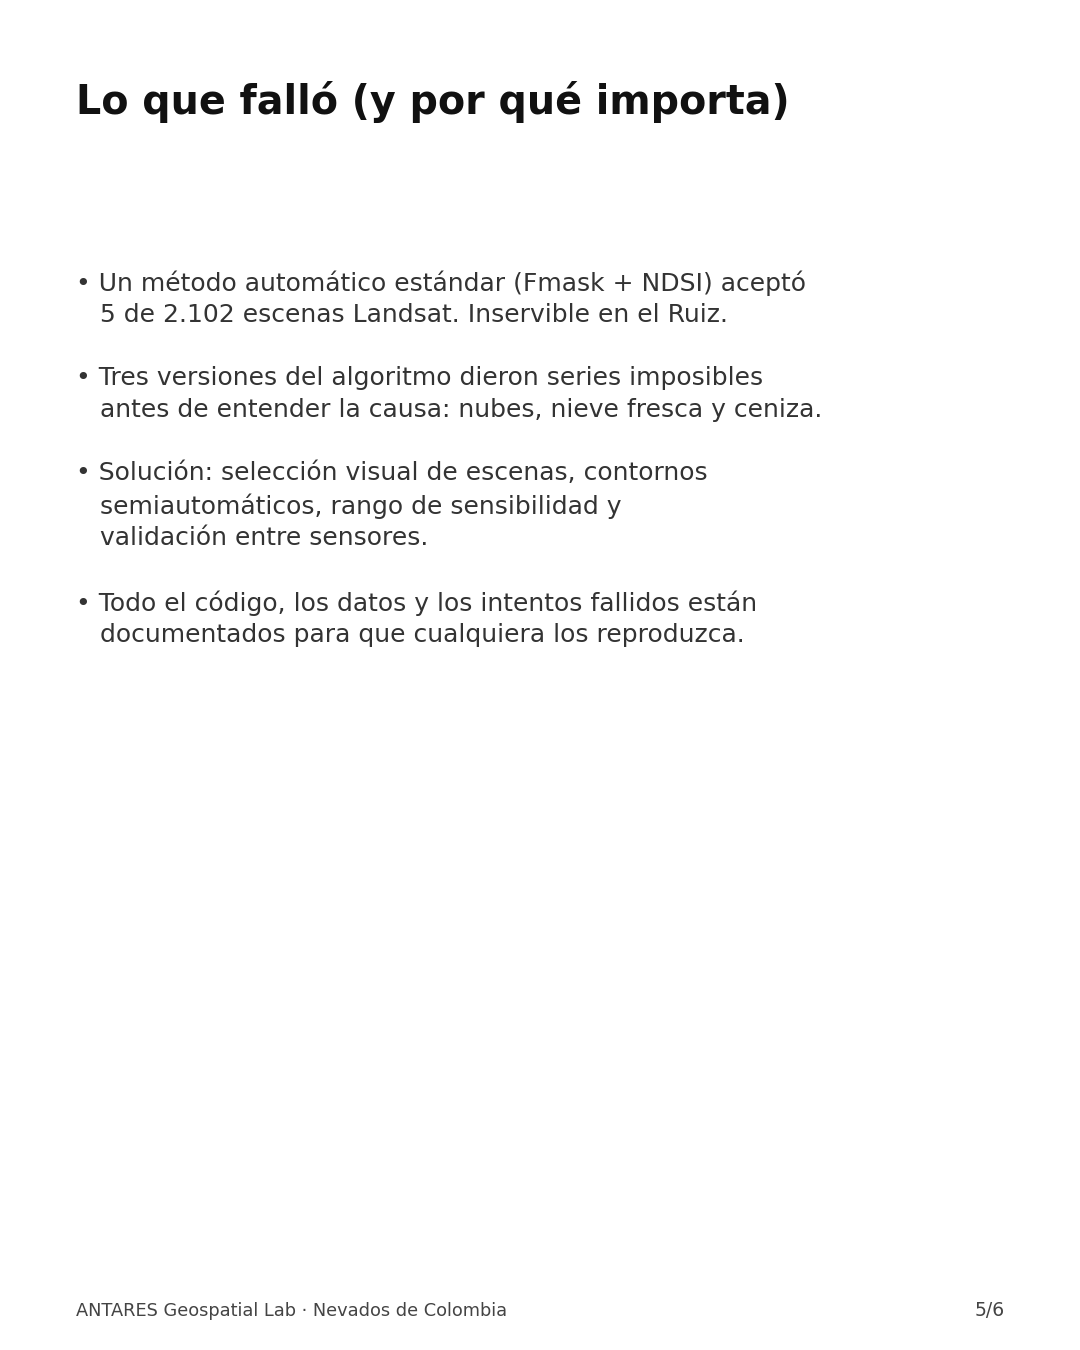 Lo que falló (y por qué importa)
• Un método automático estándar (Fmask + NDSI) aceptó
5 de 2.102 escenas Landsat. Inservible en el Ruiz.
• Tres versiones del algoritmo dieron series imposibles
antes de entender la causa: nubes, nieve fresca y ceniza.
• Solución: selección visual de escenas, contornos
semiautomáticos, rango de sensibilidad y
validación entre sensores.
• Todo el código, los datos y los intentos fallidos están
documentados para que cualquiera los reproduzca.
ANTARES Geospatial Lab · Nevados de Colombia
5/6